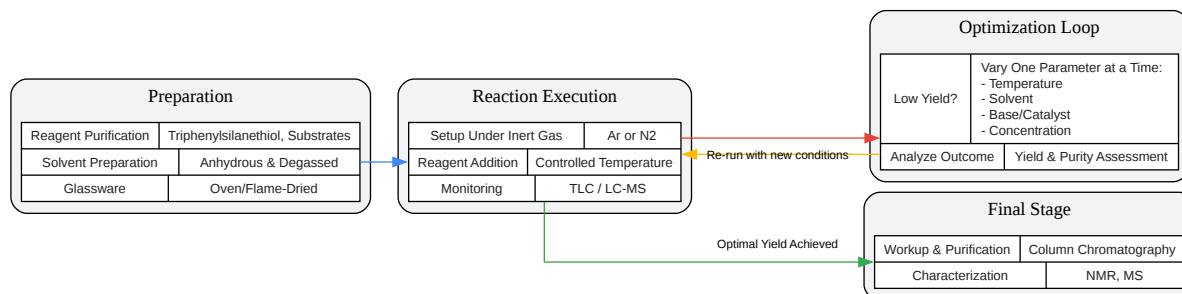 Preparation
Reagent Purification
Triphenylsilanethiol, Substrates
Solvent Preparation
Anhydrous & Degassed
Glassware
Oven/Flame-Dried
Reaction Execution
Setup Under Inert Gas
Ar or N2
Reagent Addition
Controlled Temperature
Monitoring
TLC / LC-MS
Optimization Loop
Low Yield?
Vary One Parameter at a Time:
- Temperature
- Solvent
- Base/Catalyst
- Concentration
Analyze Outcome
Yield & Purity Assessment
Re-run with new conditions
Optimal Yield Achieved
Final Stage
Workup & Purification
Column Chromatography
Characterization
NMR, MS